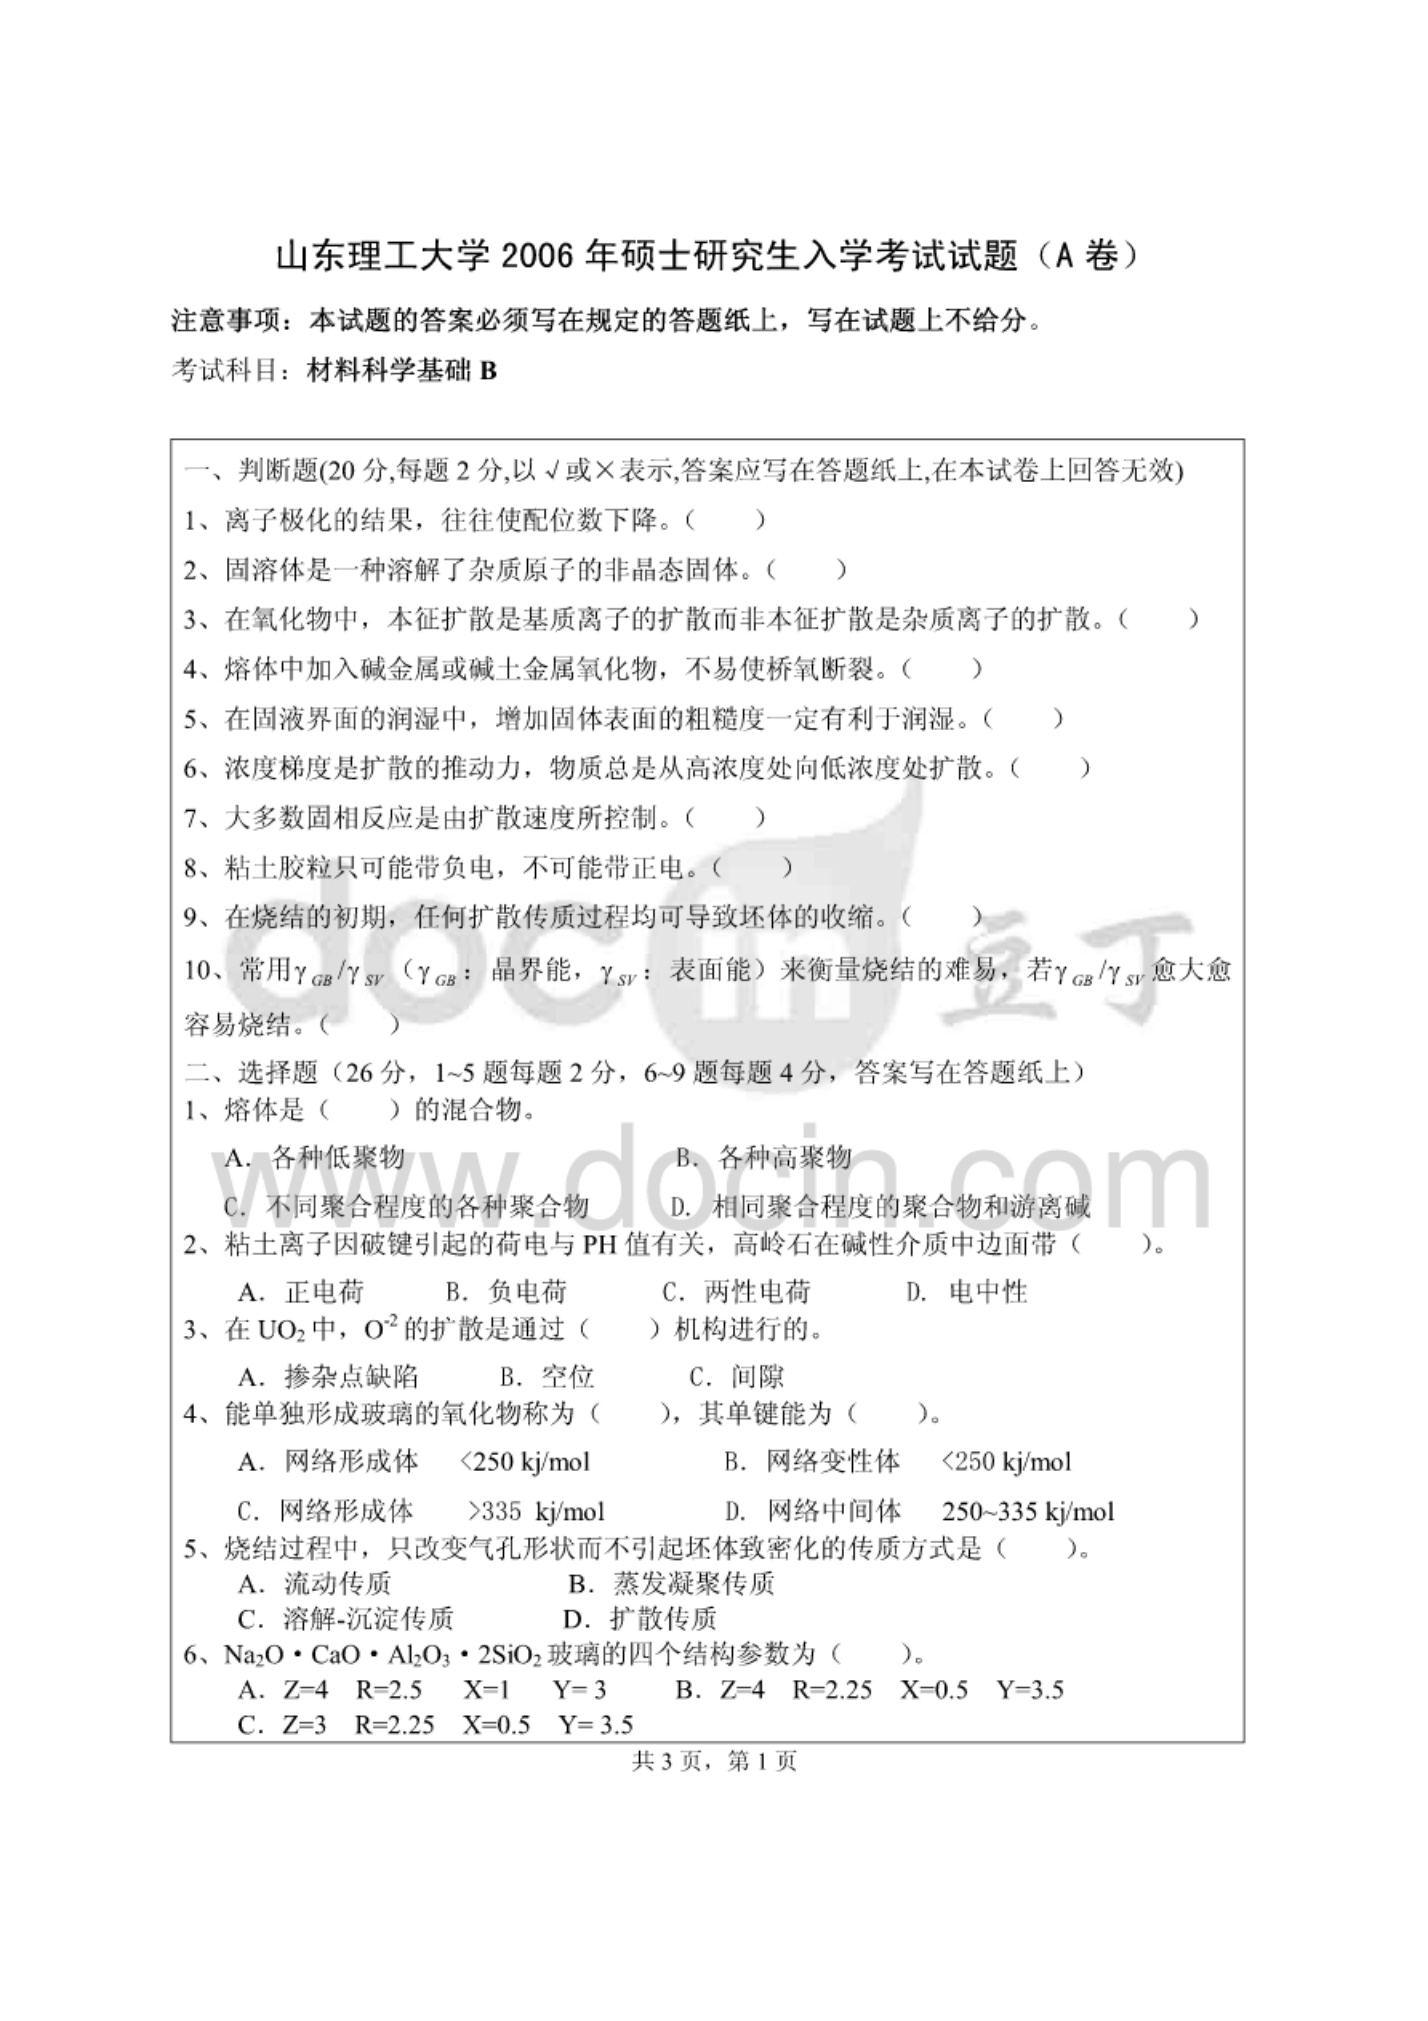 山东理工大学 2006 年硕士研究生入学考试试题（A 卷）
注意事项：本试题的答案必须写在规定的答题纸上，写在试题上不给分。
考试科目：材料科学基础 B
一、判断题(20 分,每题 2 分,以√或×表示,答案应写在答题纸上,在本试卷上回答无效)
1、离子极化的结果，往往使配位数下降。（　　）
2、固溶体是一种溶解了杂质原子的非晶态固体。（　　）
3、在氧化物中，本征扩散是基质离子的扩散而非本征扩散是杂质离子的扩散。（　　）
4、熔体中加入碱金属或碱土金属氧化物，不易使桥氧断裂。（　　）
5、在固液界面的润湿中，增加固体表面的粗糙度一定有利于润湿。（　　）
6、浓度梯度是扩散的推动力，物质总是从高浓度处向低浓度处扩散。（　　）
7、大多数固相反应是由扩散速度所控制。（　　）
8、粘土胶粒只可能带负电，不可能带正电。（　　）
9、在烧结的初期，任何扩散传质过程均可导致坯体的收缩。（　　）
10、常用γGB/γSV（γGB：晶界能，γSV：表面能）来衡量烧结的难易，若γGB/γSV愈大愈
容易烧结。（　　）
二、选择题（26 分，1~5 题每题 2 分，6~9 题每题 4 分，答案写在答题纸上）
1、熔体是（　　）的混合物。
A．各种低聚物　　B．各种高聚物
C．不同聚合程度的各种聚合物　　D．相同聚合程度的聚合物和游离碱
2、粘土离子因破键引起的荷电与 PH 值有关，高岭石在碱性介质中边面带（　　）。
A．正电荷　　B．负电荷　　C．两性电荷　　D．电中性
3、在 UO₂中，O⁻²的扩散是通过（　　）机构进行的。
A．掺杂点缺陷　　B．空位　　C．间隙
4、能单独形成玻璃的氧化物称为（　　），其单键能为（　　）。
A．网络形成体　<250 kj/mol　　B．网络变性体　<250 kj/mol
C．网络形成体　>335 kj/mol　　D．网络中间体　250~335 kj/mol
5、烧结过程中，只改变气孔形状而不引起坯体致密化的传质方式是（　　）。
A．流动传质　　B．蒸发凝聚传质
C．溶解-沉淀传质　　D．扩散传质
6、Na₂O·CaO·Al₂O₃·2SiO₂玻璃的四个结构参数为（　　）。
A．Z=4　R=2.5　X=1　Y= 3　　B．Z=4　R=2.25　X=0.5　Y=3.5
C．Z=3　R=2.25　X=0.5　Y= 3.5
共 3 页，第 1 页
docin 豆丁
www.docin.com